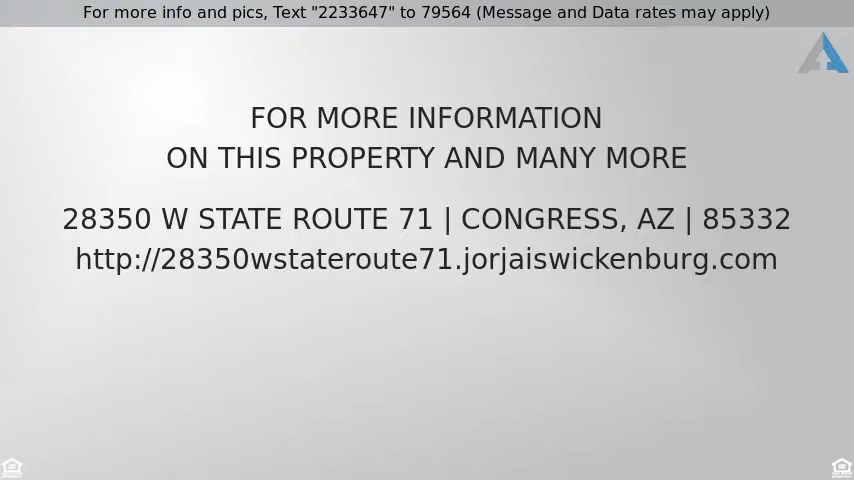 For more info and pics, Text "2233647" to 79564 (Message and Data rates may apply)
FOR MORE INFORMATION
ON THIS PROPERTY AND MANY MORE
28350 W STATE ROUTE 71 | CONGRESS, AZ | 85332
http://28350wstateroute71.jorjaiswickenburg.com